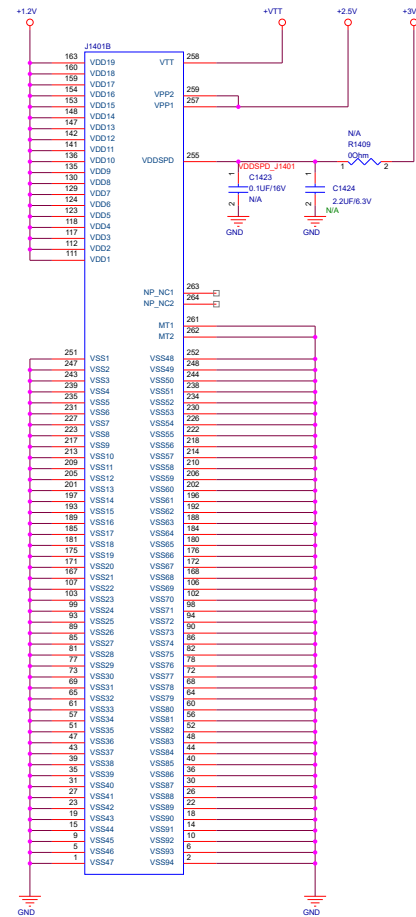 +1.2V +VTT +2.5V +3V
J1401B
163 VDD19 VTT 258
160 VDD18
159 VDD17
154 VDD16 VPP2 259
153 VDD15 VPP1 257
148 VDD14
147 VDD13
142 VDD12
141 VDD11
136 VDD10 VDDSPD 255
135 VDD9
130 VDD8
129 VDD7
124 VDD6
123 VDD5
118 VDD4
117 VDD3
112 VDD2
111 VDD1
N/A
R1409
0Ohm
1 2
VDDSPD_J1401
1
C1423
0.1UF/16V
2
N/A
GND
1
C1424
2.2UF/6.3V
2
N/A
GND
NP_NC1 263
NP_NC2 264
MT1 261
MT2 262
251 VSS1 VSS48 252
247 VSS2 VSS49 248
243 VSS3 VSS50 244
239 VSS4 VSS51 238
235 VSS5 VSS52 234
231 VSS6 VSS53 230
227 VSS7 VSS54 226
223 VSS8 VSS55 222
217 VSS9 VSS56 218
213 VSS10 VSS57 214
209 VSS11 VSS58 210
205 VSS12 VSS59 206
201 VSS13 VSS60 202
197 VSS14 VSS61 196
193 VSS15 VSS62 192
189 VSS16 VSS63 188
185 VSS17 VSS64 184
181 VSS18 VSS65 180
175 VSS19 VSS66 176
171 VSS20 VSS67 172
167 VSS21 VSS68 168
107 VSS22 VSS69 106
103 VSS23 VSS70 102
99 VSS24 VSS71 98
93 VSS25 VSS72 94
89 VSS26 VSS73 90
85 VSS27 VSS74 86
81 VSS28 VSS75 82
77 VSS29 VSS76 78
73 VSS30 VSS77 72
69 VSS31 VSS78 68
65 VSS32 VSS79 64
61 VSS33 VSS80 60
57 VSS34 VSS81 56
51 VSS35 VSS82 52
47 VSS36 VSS83 48
43 VSS37 VSS84 44
39 VSS38 VSS85 40
35 VSS39 VSS86 36
31 VSS40 VSS87 30
27 VSS41 VSS88 26
23 VSS42 VSS89 22
19 VSS43 VSS90 18
15 VSS44 VSS91 14
9 VSS45 VSS92 10
5 VSS46 VSS93 6
1 VSS47 VSS94 2
GND GND